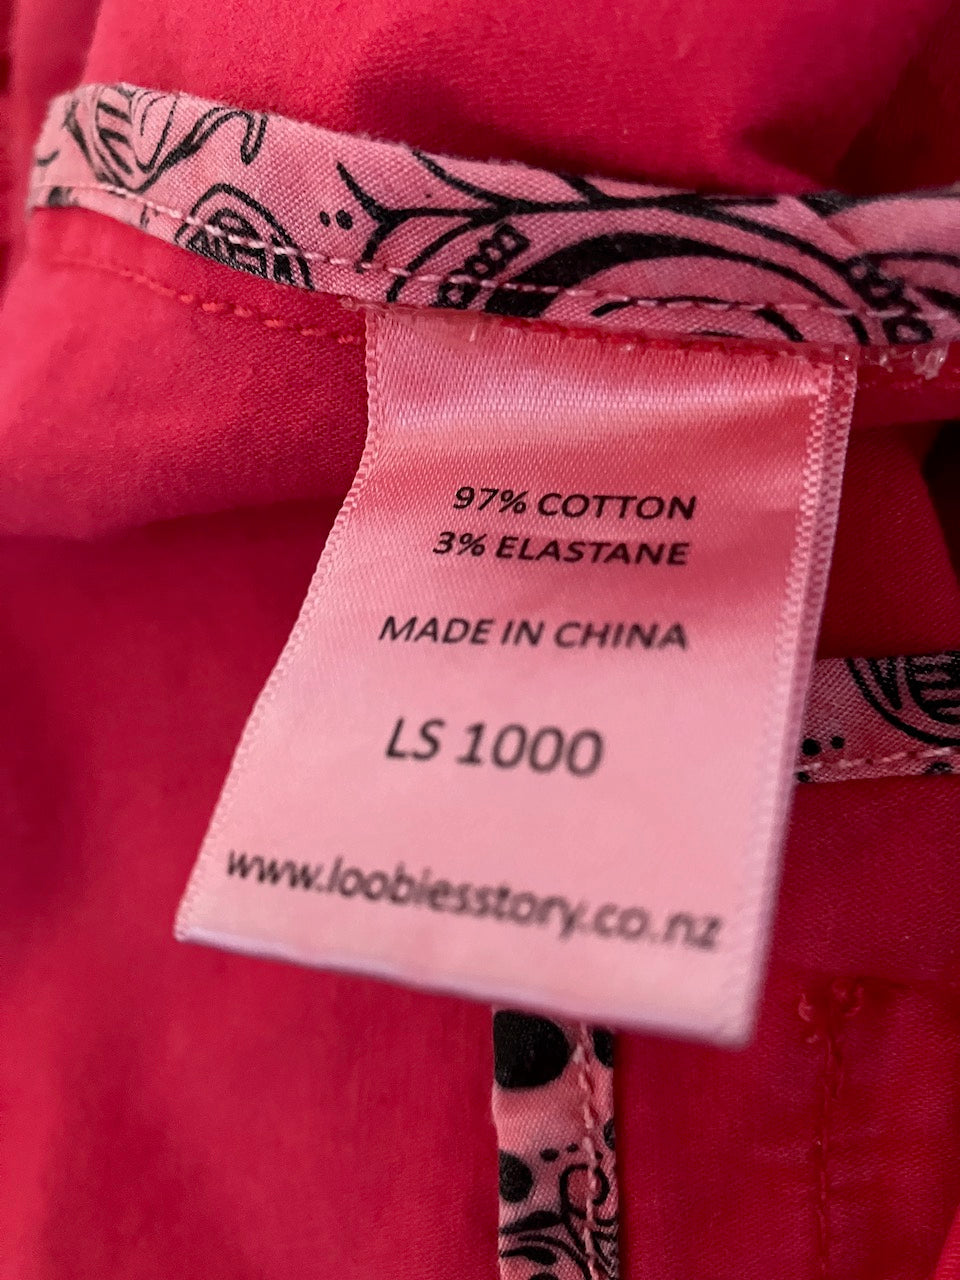 97% COTTON
3% ELASTANE
MADE IN CHINA
LS 1000
www.loobiesstory.co.nz